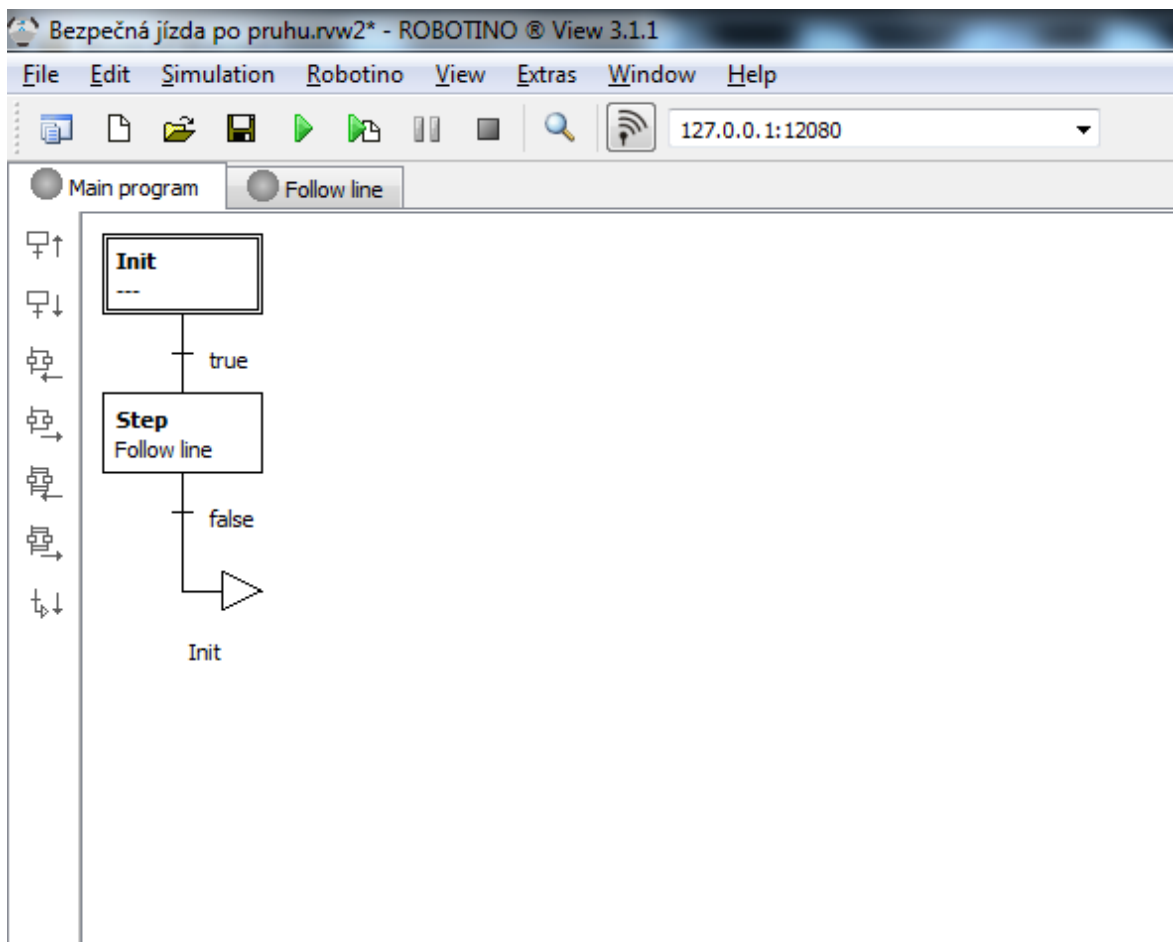 Bezpečná jízda po pruhu.rvw2* - ROBOTINO ® View 3.1.1
File Edit Simulation Robotino View Extras Window Help
127.0.0.1:12080
Main program Follow line
Init
---
true
Step
Follow line
false
Init